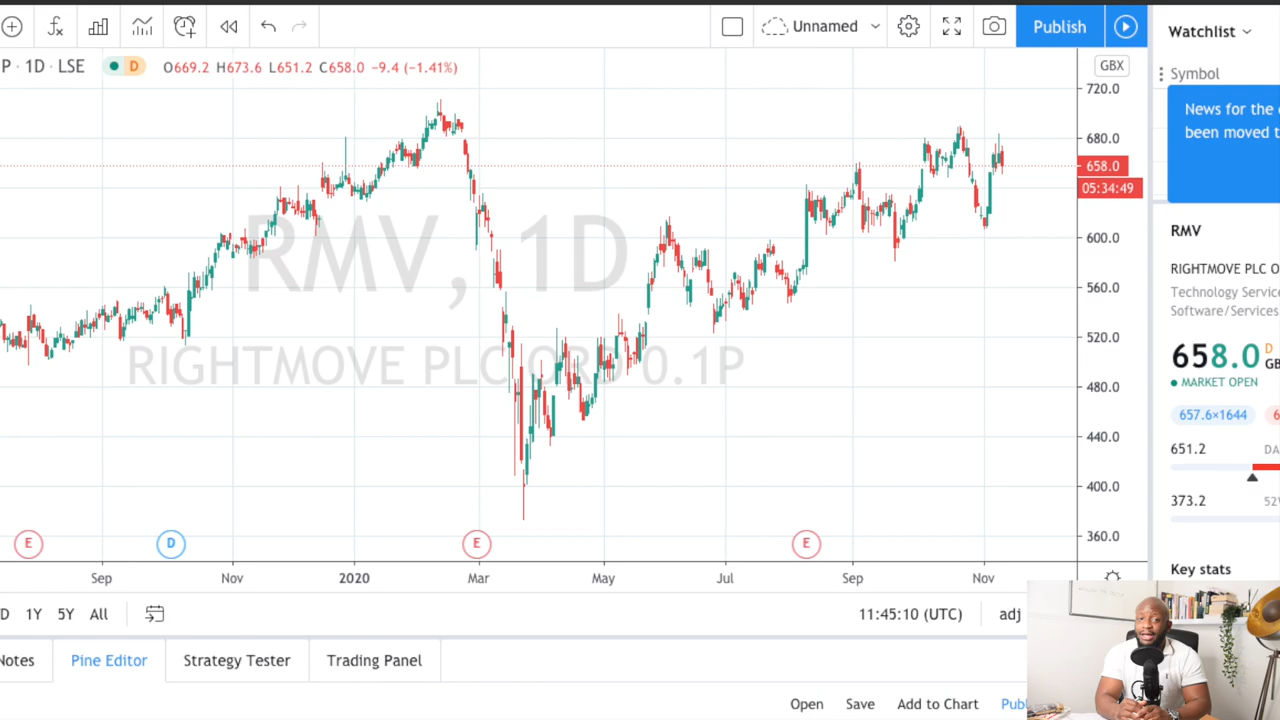 Unnamed
Publish
Watchlist
P · 1D · LSE
D
O669.2 H673.6 L651.2 C658.0 −9.4 (−1.41%)
GBX
Symbol
News for the
been moved t
720.0
680.0
658.0
05:34:49
600.0
560.0
520.0
480.0
440.0
400.0
360.0
RMV, 1D
RIGHTMOVE PLC ORD 0.1P
RMV
RIGHTMOVE PLC O
Technology Service
Software/Services
658.0 D
GB
MARKET OPEN
657.6×1644 6
651.2 DA
373.2 52
E D E E
Sep Nov 2020 Mar May Jul Sep Nov
Key stats
D 1Y 5Y All
11:45:10 (UTC) adj
Notes Pine Editor Strategy Tester Trading Panel
Open Save Add to Chart Publ